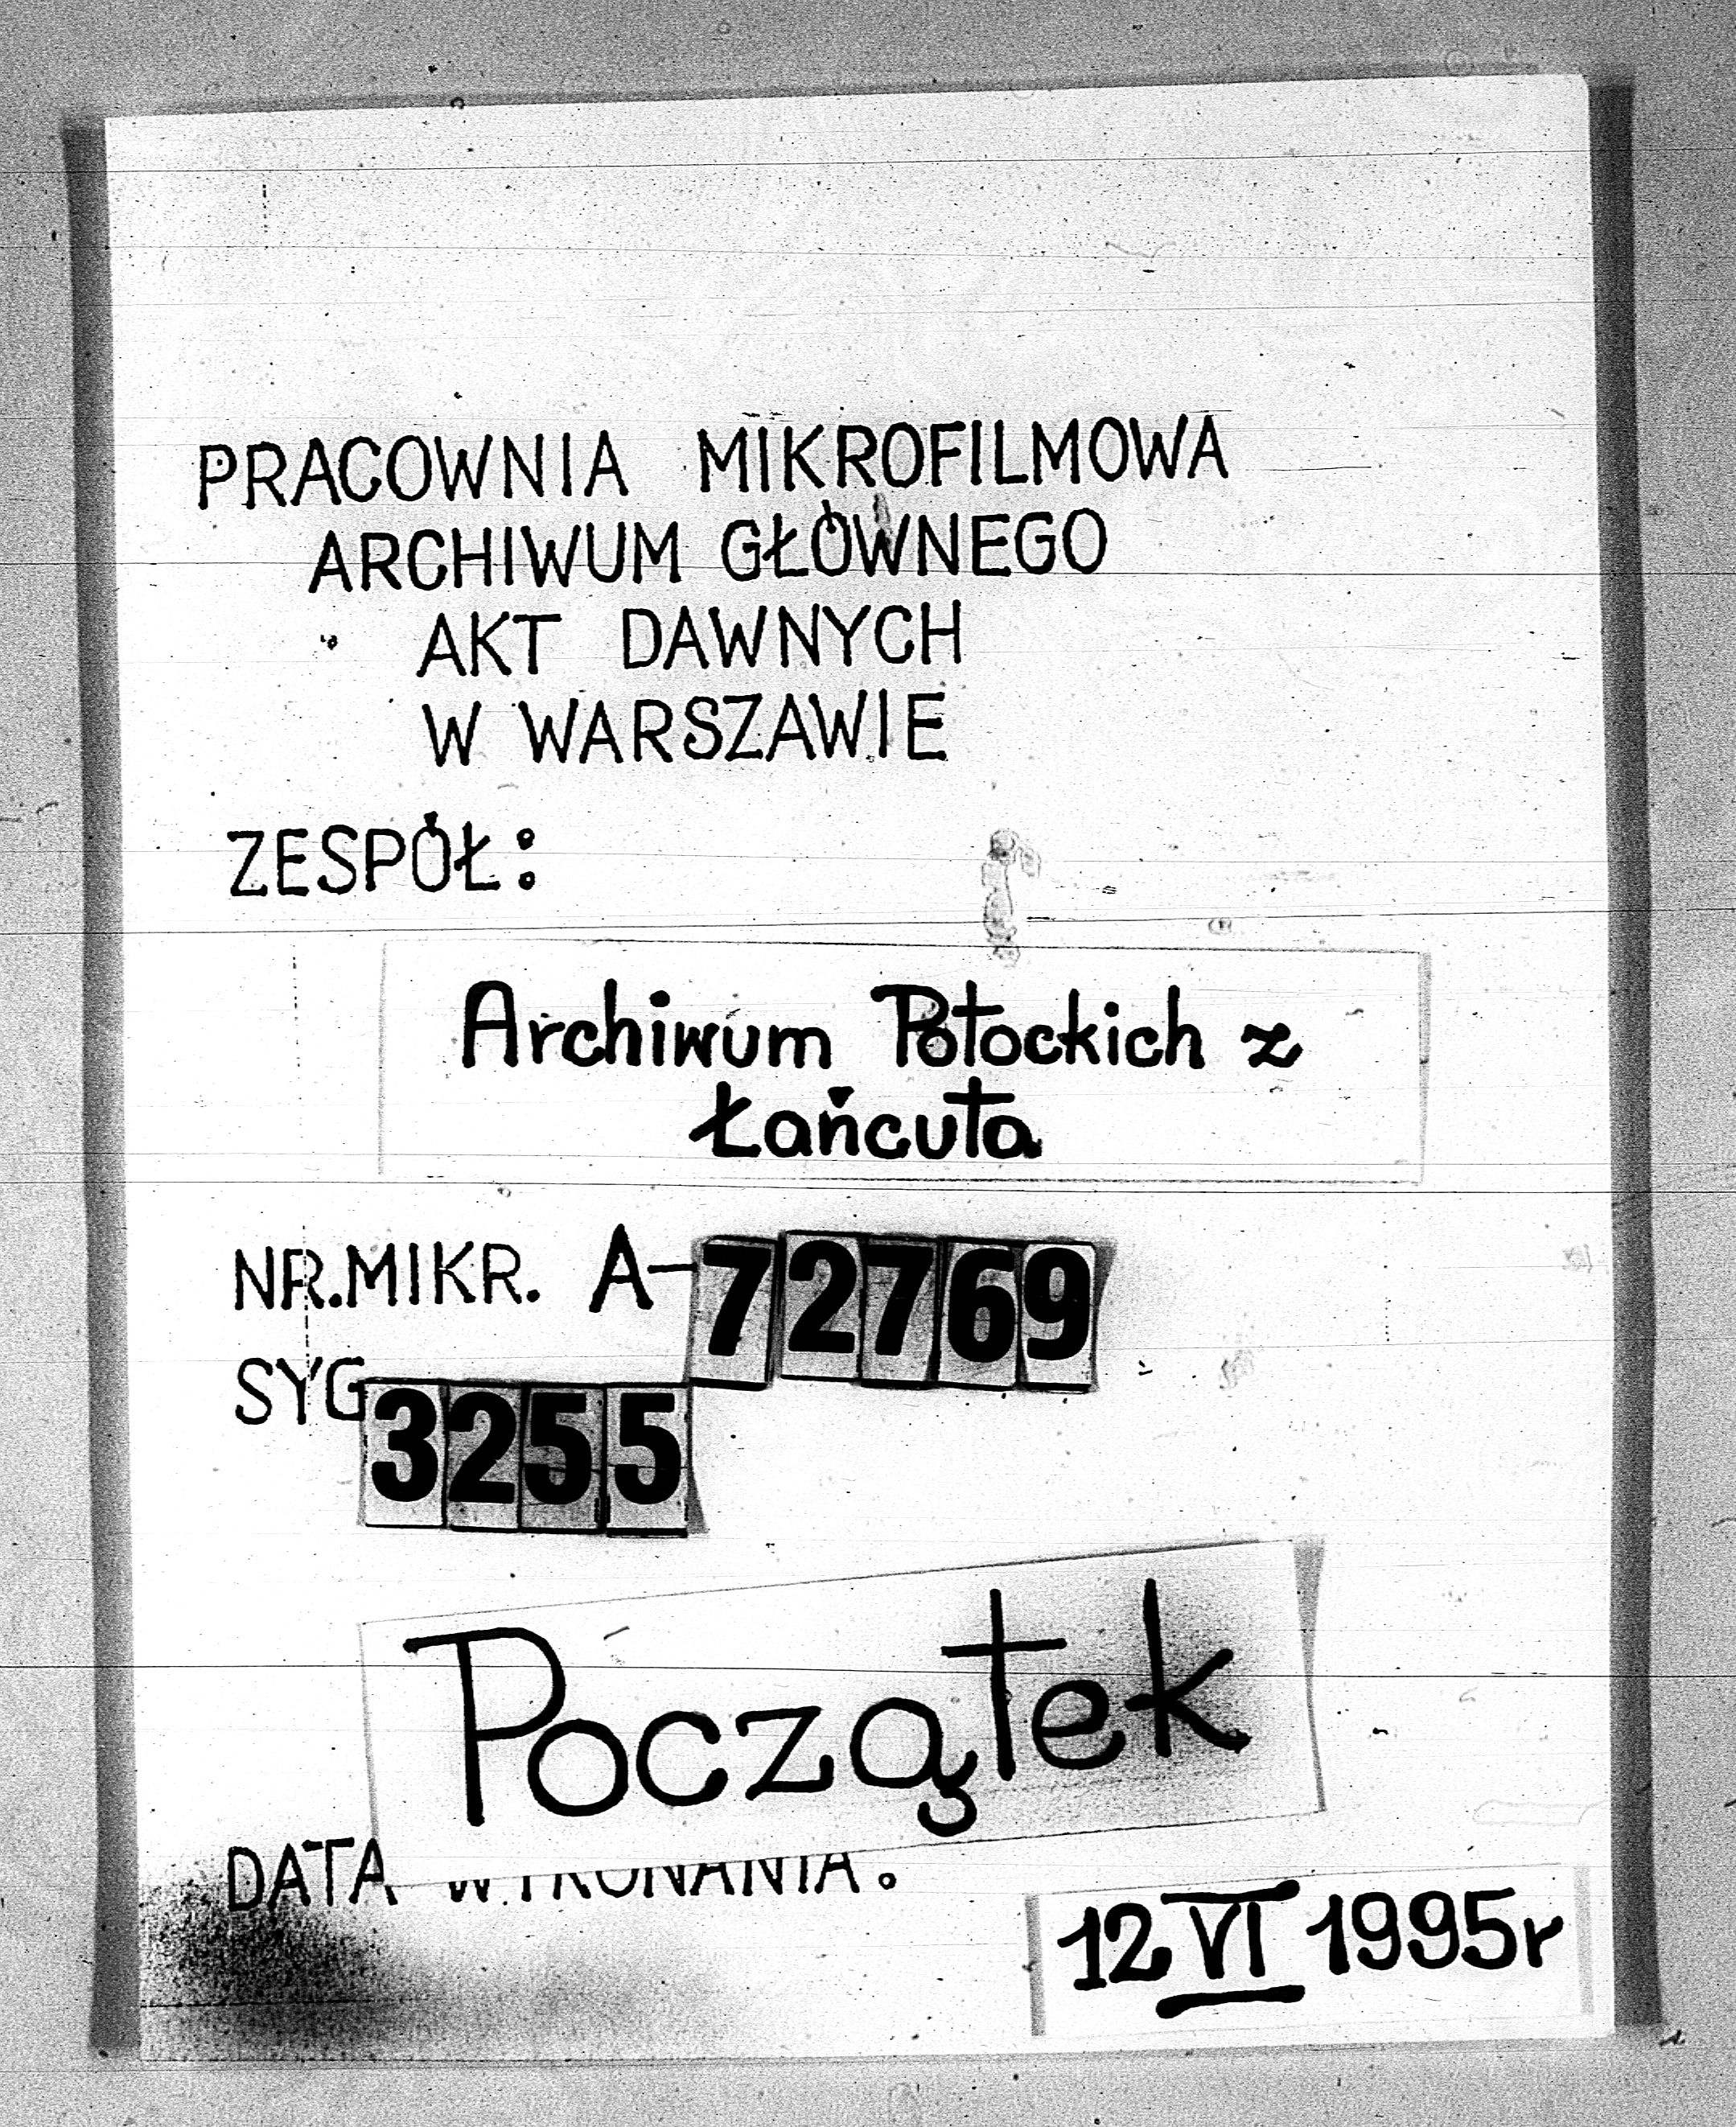 PRACOWNIA MIKROFILMOWA
ARCHIWUM GŁÓWNEGO
AKT DAWNYCH
W WARSZAWIE
ZESPÓŁ:
Archiwum Potockich z
Łańcuta
NR.MIKR. A-72769
SYG 3255
Początek
DATA WYKONANIA.
12 VI 1995r